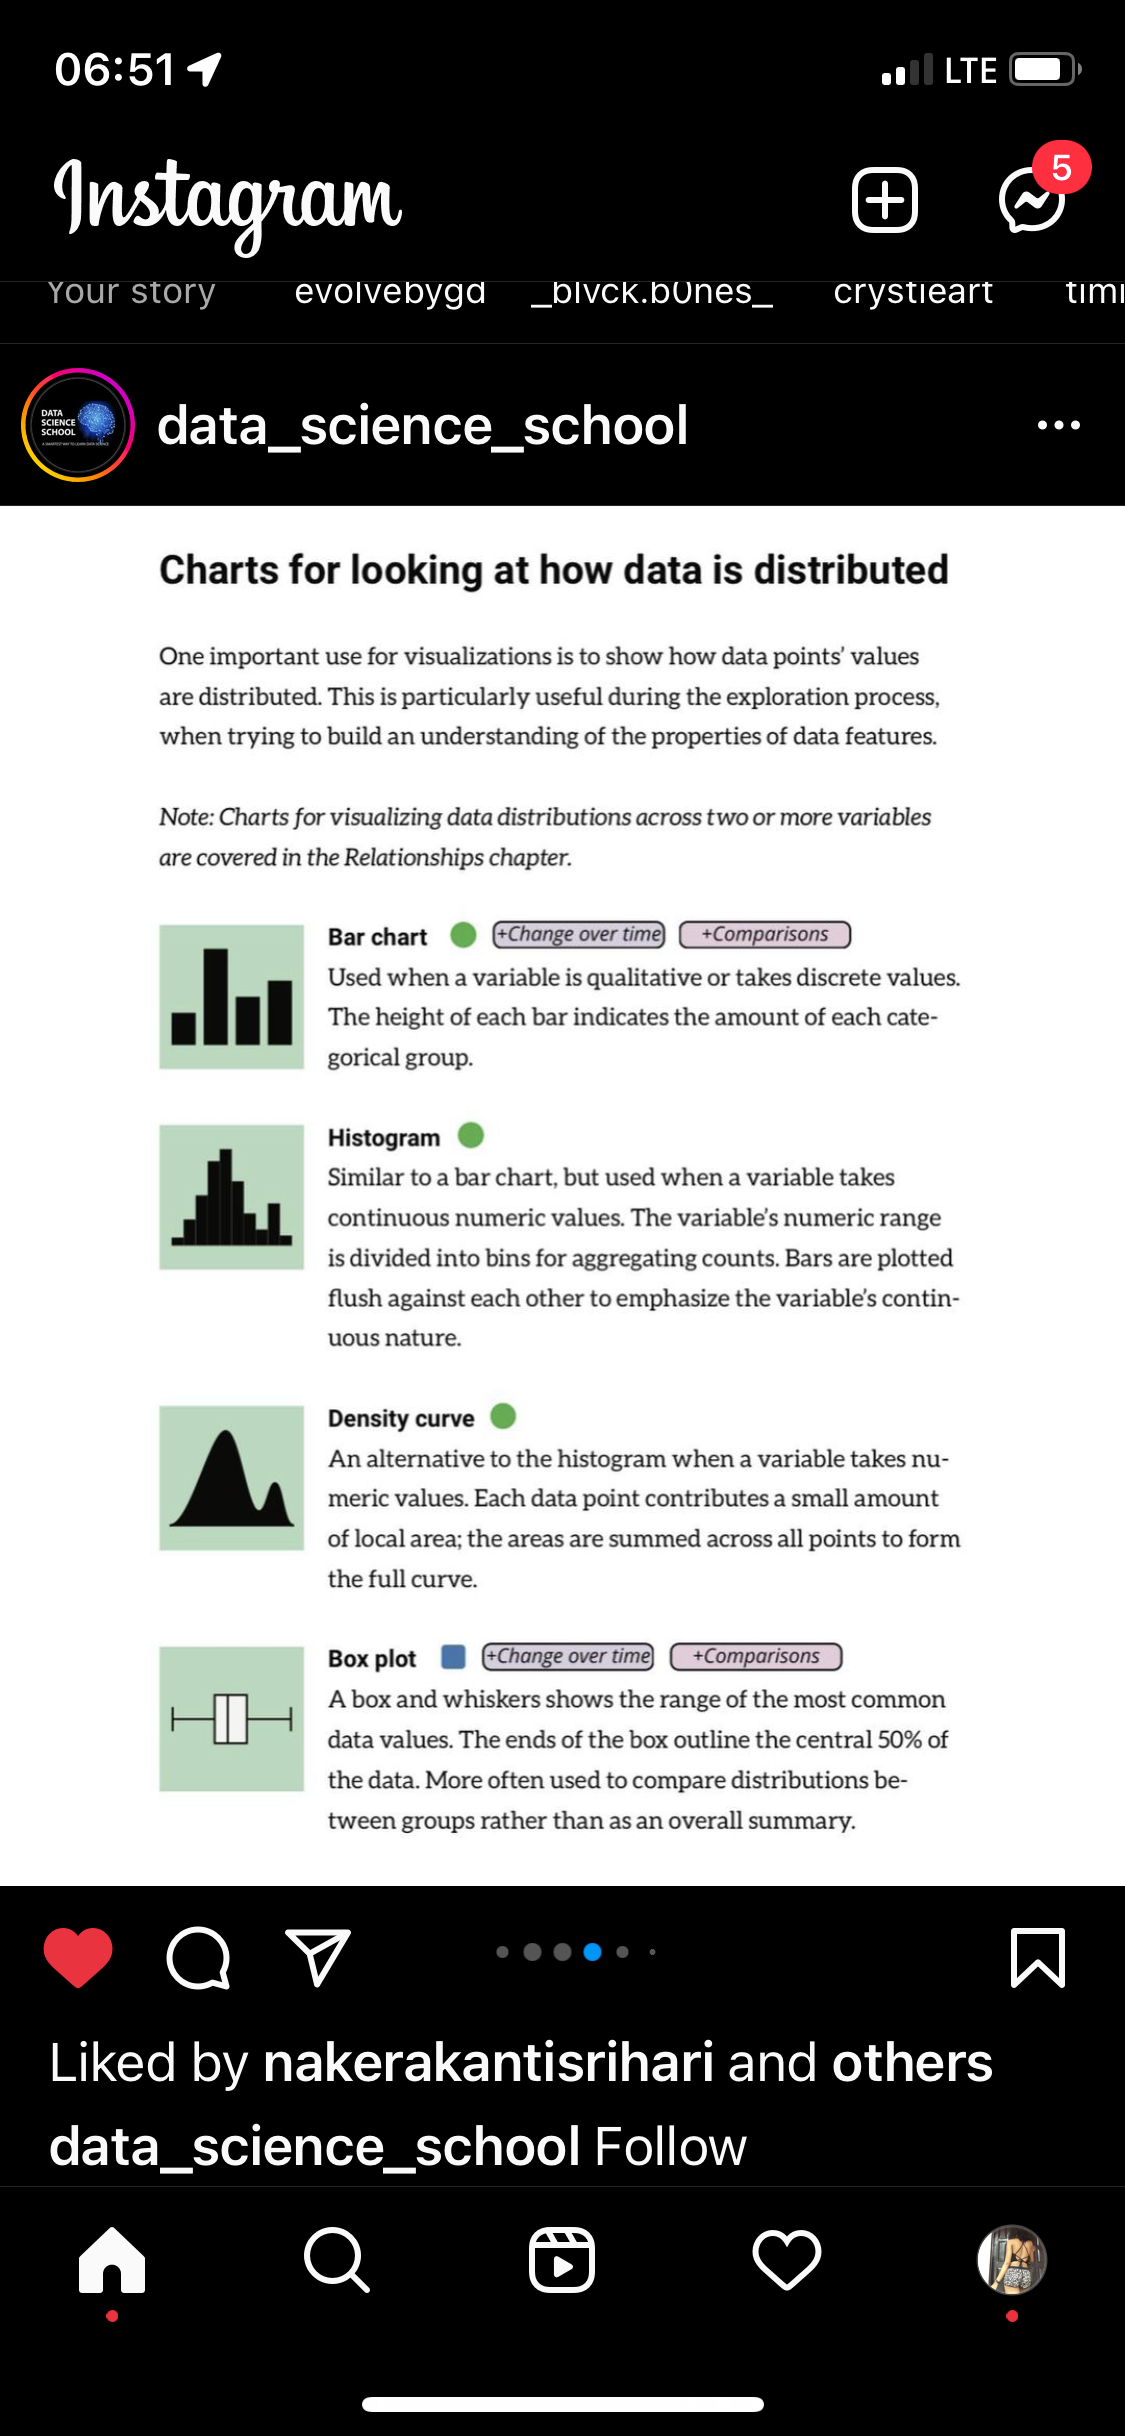 06:51
LTE
Instagram
5
Your story evolvebygd _blvck.b0nes_ crystieart
DATA
SCIENCE
SCHOOL
data_science_school
Charts for looking at how data is distributed
One important use for visualizations is to show how data points’ values
are distributed. This is particularly useful during the exploration process,
when trying to build an understanding of the properties of data features.
Note: Charts for visualizing data distributions across two or more variables
are covered in the Relationships chapter.
Bar chart +Change over time +Comparisons
Used when a variable is qualitative or takes discrete values.
The height of each bar indicates the amount of each cate-
gorical group.
Histogram
Similar to a bar chart, but used when a variable takes
continuous numeric values. The variable’s numeric range
is divided into bins for aggregating counts. Bars are plotted
flush against each other to emphasize the variable’s contin-
uous nature.
Density curve
An alternative to the histogram when a variable takes nu-
meric values. Each data point contributes a small amount
of local area; the areas are summed across all points to form
the full curve.
Box plot +Change over time +Comparisons
A box and whiskers shows the range of the most common
data values. The ends of the box outline the central 50% of
the data. More often used to compare distributions be-
tween groups rather than as an overall summary.
Liked by nakerakantisrihari and others
data_science_school Follow